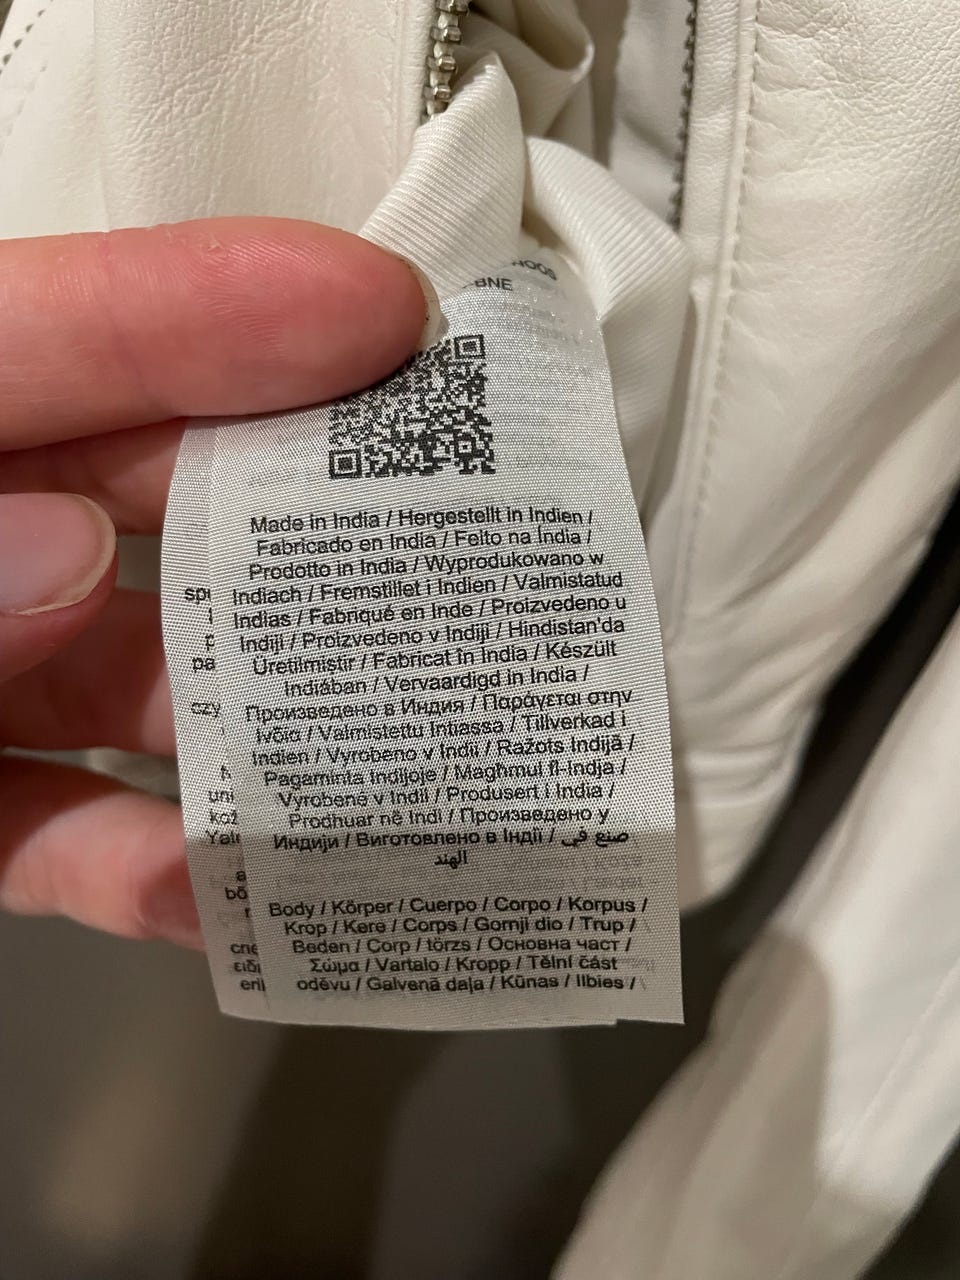 NOOS
BNE
Made in India / Hergestellt in Indien /
Fabricado en India / Feito na Índia /
Prodotto in India / Wyprodukowano w
Indiach / Fremstillet i Indien / Valmistatud
Indias / Fabriqué en Inde / Proizvedeno u
Indiji / Proizvedeno v Indiji / Hindistan'da
Üretilmiştir / Fabricat în India / Készült
Indiában / Vervaardigd in India /
Произведено в Индия / Παράγεται στην
Ινδία / Valmistettu Intiassa / Tillverkad i
Indien / Vyrobeno v Indii / Ražots Indijā /
Pagaminta Indijoje / Magħmul fl-Indja /
Vyrobené v Indii / Produsert i India /
Prodhuar në Indi / Произведено у
Индији / Виготовлено в Індії / صنع في
الهند
Body / Körper / Cuerpo / Corpo / Korpus /
Krop / Kere / Corps / Gornji dio / Trup /
Beden / Corp / törzs / Основна част /
Σώμα / Vartalo / Kropp / Tělní část
oděvu / Galvenā daļa / Kūnas / Ilbies /